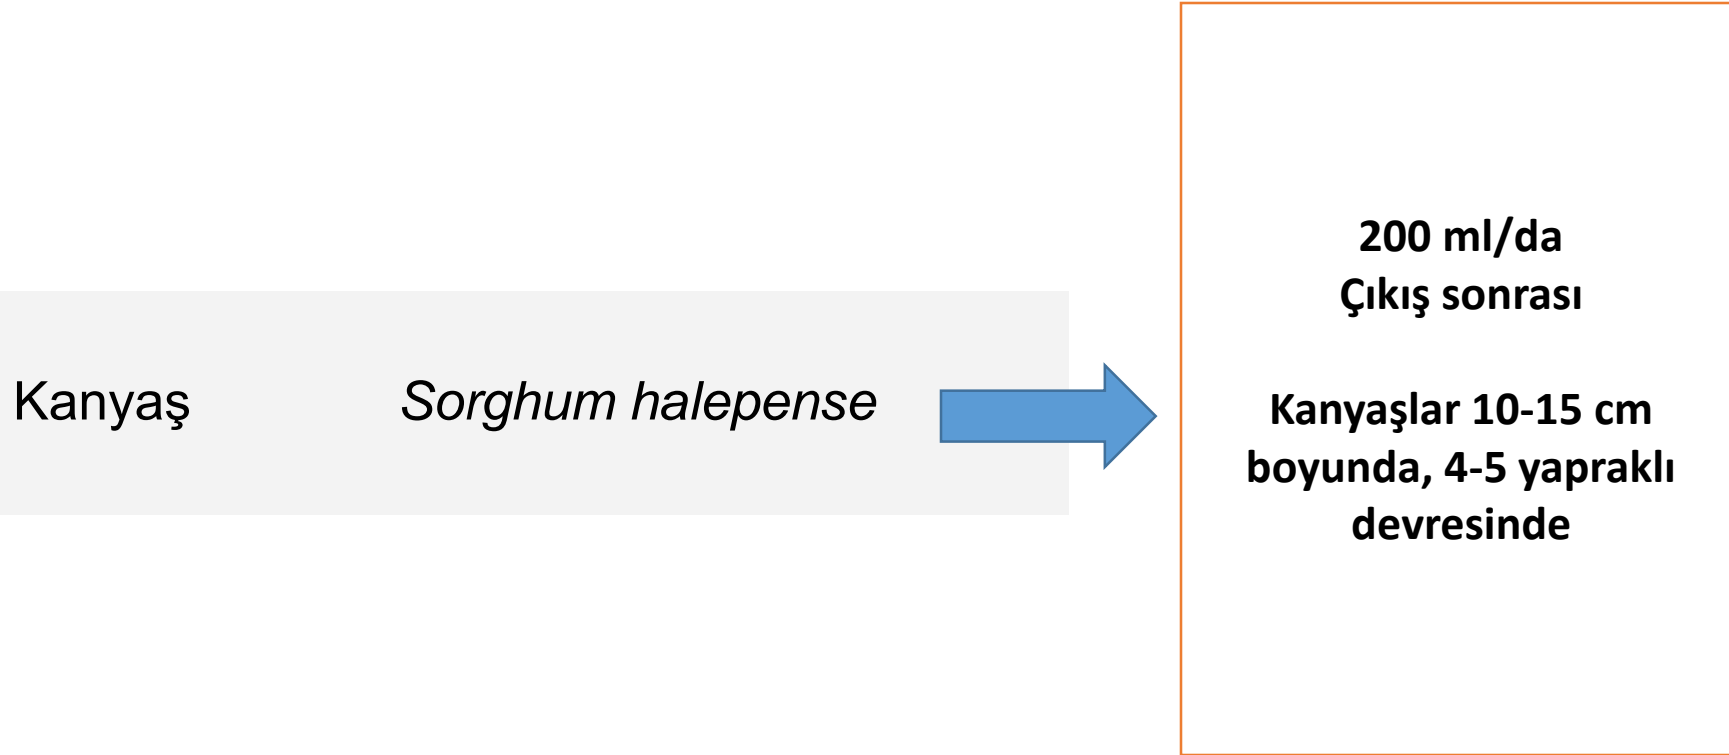 Kanyaş Sorghum halepense
200 ml/da
Çıkış sonrası
Kanyaşlar 10-15 cm
boyunda, 4-5 yapraklı
devresinde